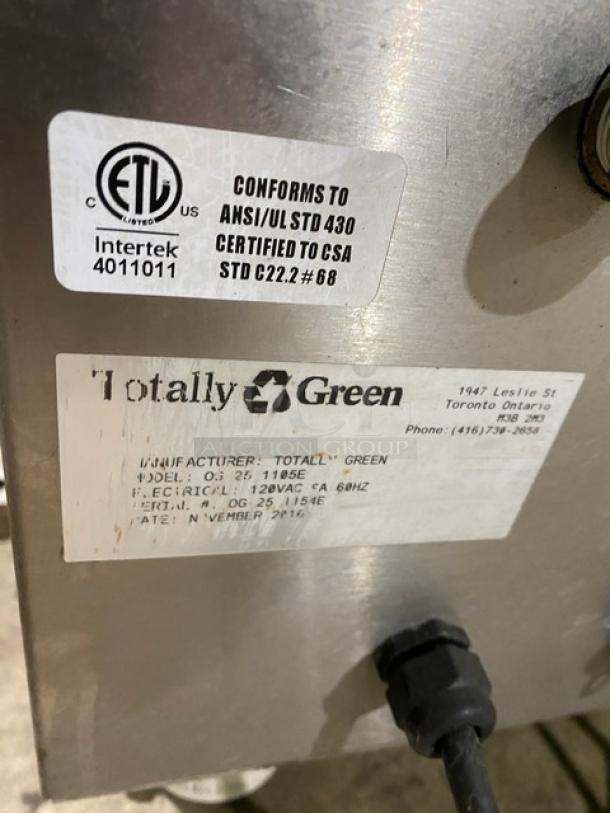 ETL
LISTED
C
US
Intertek
4011011
CONFORMS TO
ANSI/UL STD 430
CERTIFIED TO CSA
STD C22.2 # 68
Totally Green
1947 Leslie St
Toronto Ontario
M3B 2M3
Phone: (416)730-2658
AUCTION GROUP
MANUFACTURER: TOTALLY GREEN
MODEL: OG 25 1105E
ELECTRICAL: 120VAC 60HZ
SERIAL #. OG 25 1154E
DATE: NOVEMBER 2016